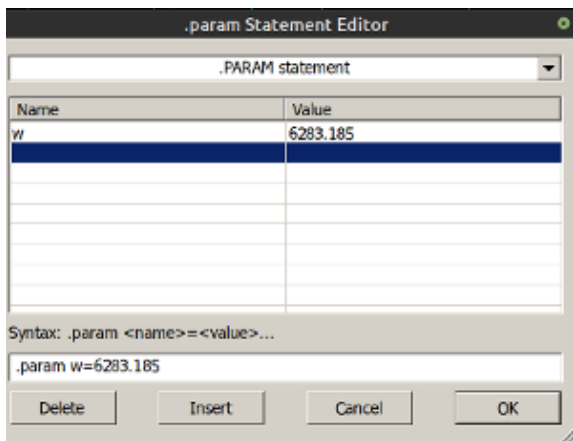 .param Statement Editor
.PARAM statement
Name Value
w 6283.185
Syntax: .param <name>=<value>...
.param w=6283.185
Delete Insert Cancel OK